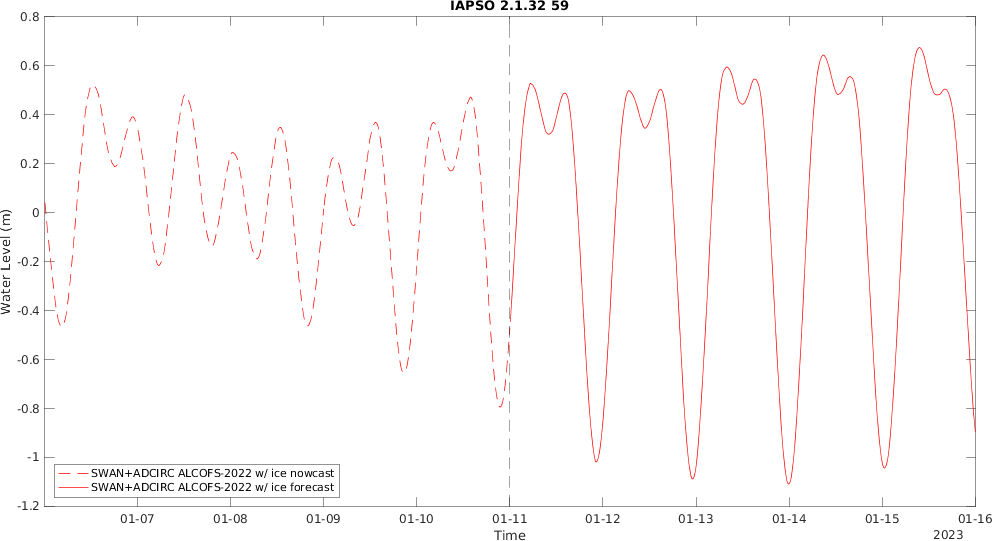 IAPSO 2.1.32 59
0.8
0.6
0.4
0.2
0
-0.2
-0.4
-0.6
-0.8
-1
-1.2
Water Level (m)
SWAN+ADCIRC ALCOFS-2022 w/ ice nowcast
SWAN+ADCIRC ALCOFS-2022 w/ ice forecast
01-07 01-08 01-09 01-10 01-11 01-12 01-13 01-14 01-15 01-16
Time
2023